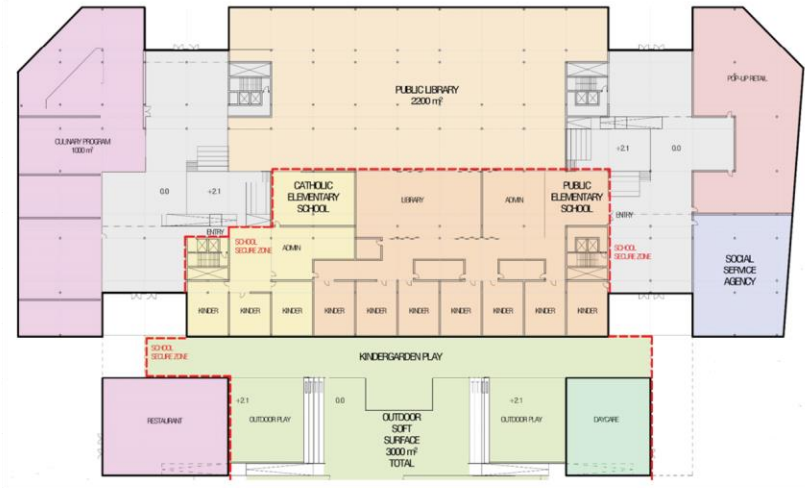 PUBLIC LIBRARY
2200 m²
POP-UP RETAIL
CULINARY PROGRAM
1000 m²
+2.1
0.0
0.0
+2.1
CATHOLIC
ELEMENTARY
SCHOOL
LIBRARY
ADMIN
PUBLIC
ELEMENTARY
SCHOOL
ENTRY
ENTRY
SCHOOL
SECURE ZONE
ADMIN
SCHOOL
SECURE ZONE
SOCIAL
SERVICE
AGENCY
KINDER
KINDER
KINDER
KINDER
KINDER
KINDER
KINDER
KINDER
KINDER
KINDER
SCHOOL
SECURE ZONE
KINDERGARDEN PLAY
+2.1
0.0
+2.1
RESTAURANT
OUTDOOR PLAY
OUTDOOR
SOFT
SURFACE
3000 m²
TOTAL
OUTDOOR PLAY
DAYCARE